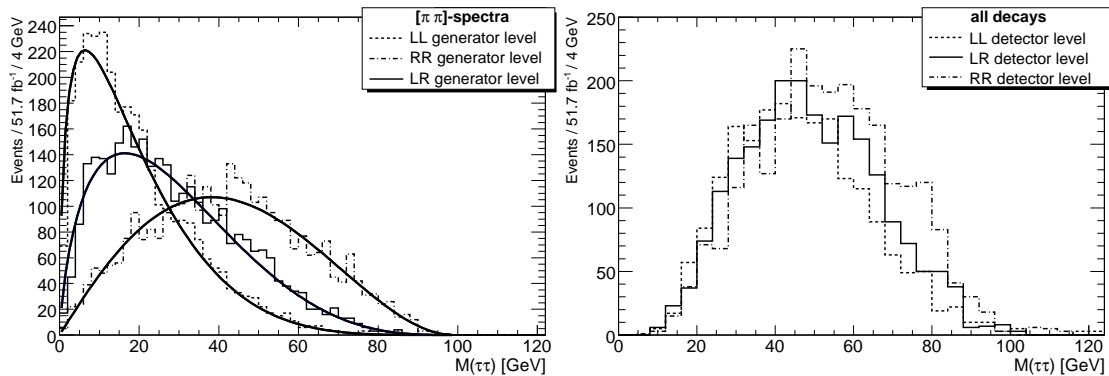 [π π]-spectra
LL generator level
RR generator level
LR generator level
Events / 51.7 fb⁻¹ / 4 GeV
240
220
200
180
160
140
120
100
80
60
40
20
0
0 20 40 60 80 100 120
M(ττ) [GeV]
all decays
LL detector level
LR detector level
RR detector level
Events / 51.7 fb⁻¹ / 4 GeV
250
200
150
100
50
0
0 20 40 60 80 100 120
M(ττ) [GeV]